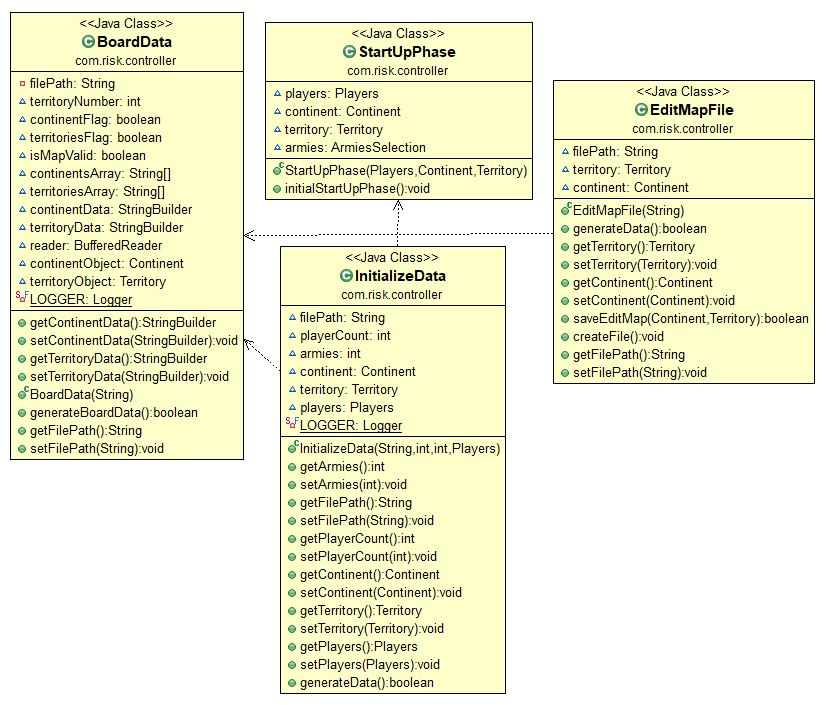 <<Java Class>>
BoardData
com.risk.controller
filePath: String
territoryNumber: int
continentFlag: boolean
territoriesFlag: boolean
isMapValid: boolean
continentsArray: String[]
territoriesArray: String[]
continentData: StringBuilder
territoryData: StringBuilder
reader: BufferedReader
continentObject: Continent
territoryObject: Territory
LOGGER: Logger
getContinentData():StringBuilder
setContinentData(StringBuilder):void
getTerritoryData():StringBuilder
setTerritoryData(StringBuilder):void
BoardData(String)
generateBoardData():boolean
getFilePath():String
setFilePath(String):void
<<Java Class>>
StartUpPhase
com.risk.controller
players: Players
continent: Continent
territory: Territory
armies: ArmiesSelection
StartUpPhase(Players,Continent,Territory)
initialStartUpPhase():void
<<Java Class>>
InitializeData
com.risk.controller
filePath: String
playerCount: int
armies: int
continent: Continent
territory: Territory
players: Players
LOGGER: Logger
InitializeData(String,int,int,Players)
getArmies():int
setArmies(int):void
getFilePath():String
setFilePath(String):void
getPlayerCount():int
setPlayerCount(int):void
getContinent():Continent
setContinent(Continent):void
getTerritory():Territory
setTerritory(Territory):void
getPlayers():Players
setPlayers(Players):void
generateData():boolean
<<Java Class>>
EditMapFile
com.risk.controller
filePath: String
territory: Territory
continent: Continent
EditMapFile(String)
generateData():boolean
getTerritory():Territory
setTerritory(Territory):void
getContinent():Continent
setContinent(Continent):void
saveEditMap(Continent,Territory):boolean
createFile():void
getFilePath():String
setFilePath(String):void